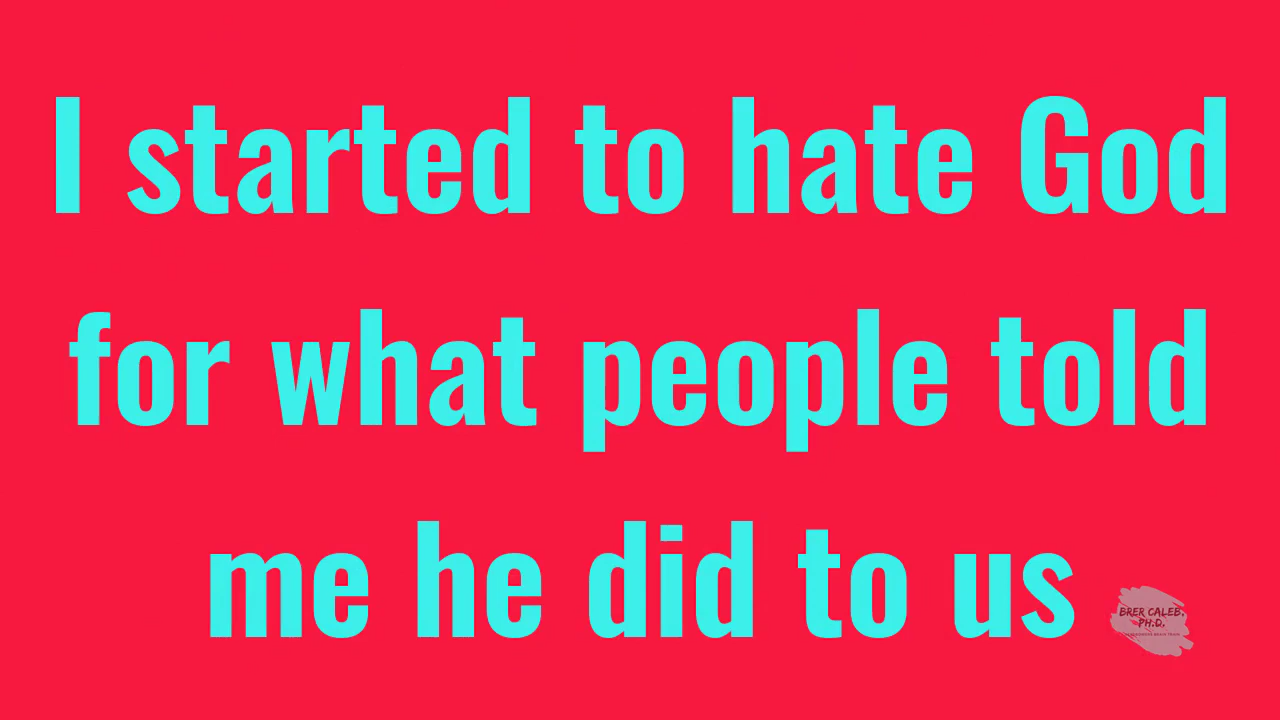 I started to hate God
for what people told
me he did to us
BRER CALEB,
PH.D.